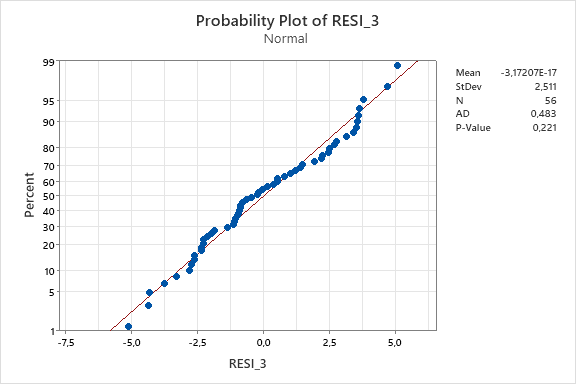 Probability Plot of RESI_3
Normal
Mean -3,17207E-17
StDev 2,511
N 56
AD 0,483
P-Value 0,221
Percent
99
95
90
80
70
60
50
40
30
20
10
5
1
-7,5 -5,0 -2,5 0,0 2,5 5,0
RESI_3